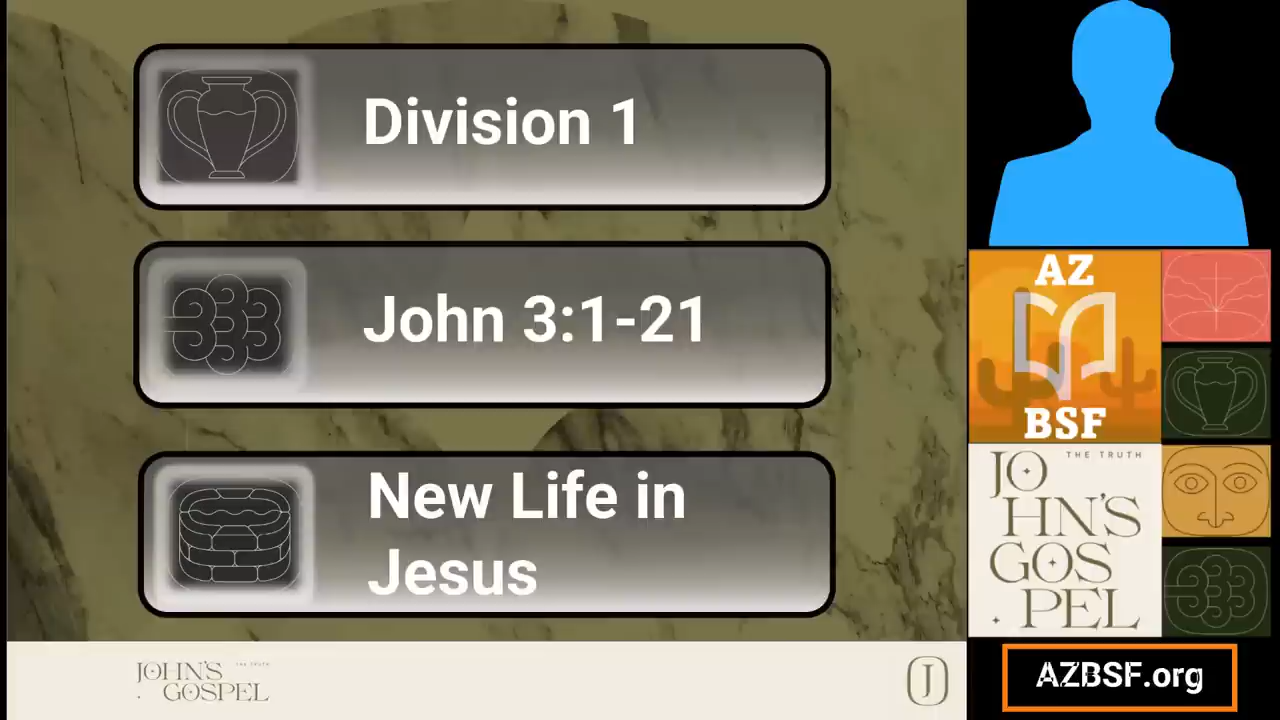 Division 1
John 3:1-21
New Life in
Jesus
JOHN'S THE TRUTH
GOSPEL
J
AZ
BSF
THE TRUTH
JO
HN'S
GOS
PEL
AZBSF.org